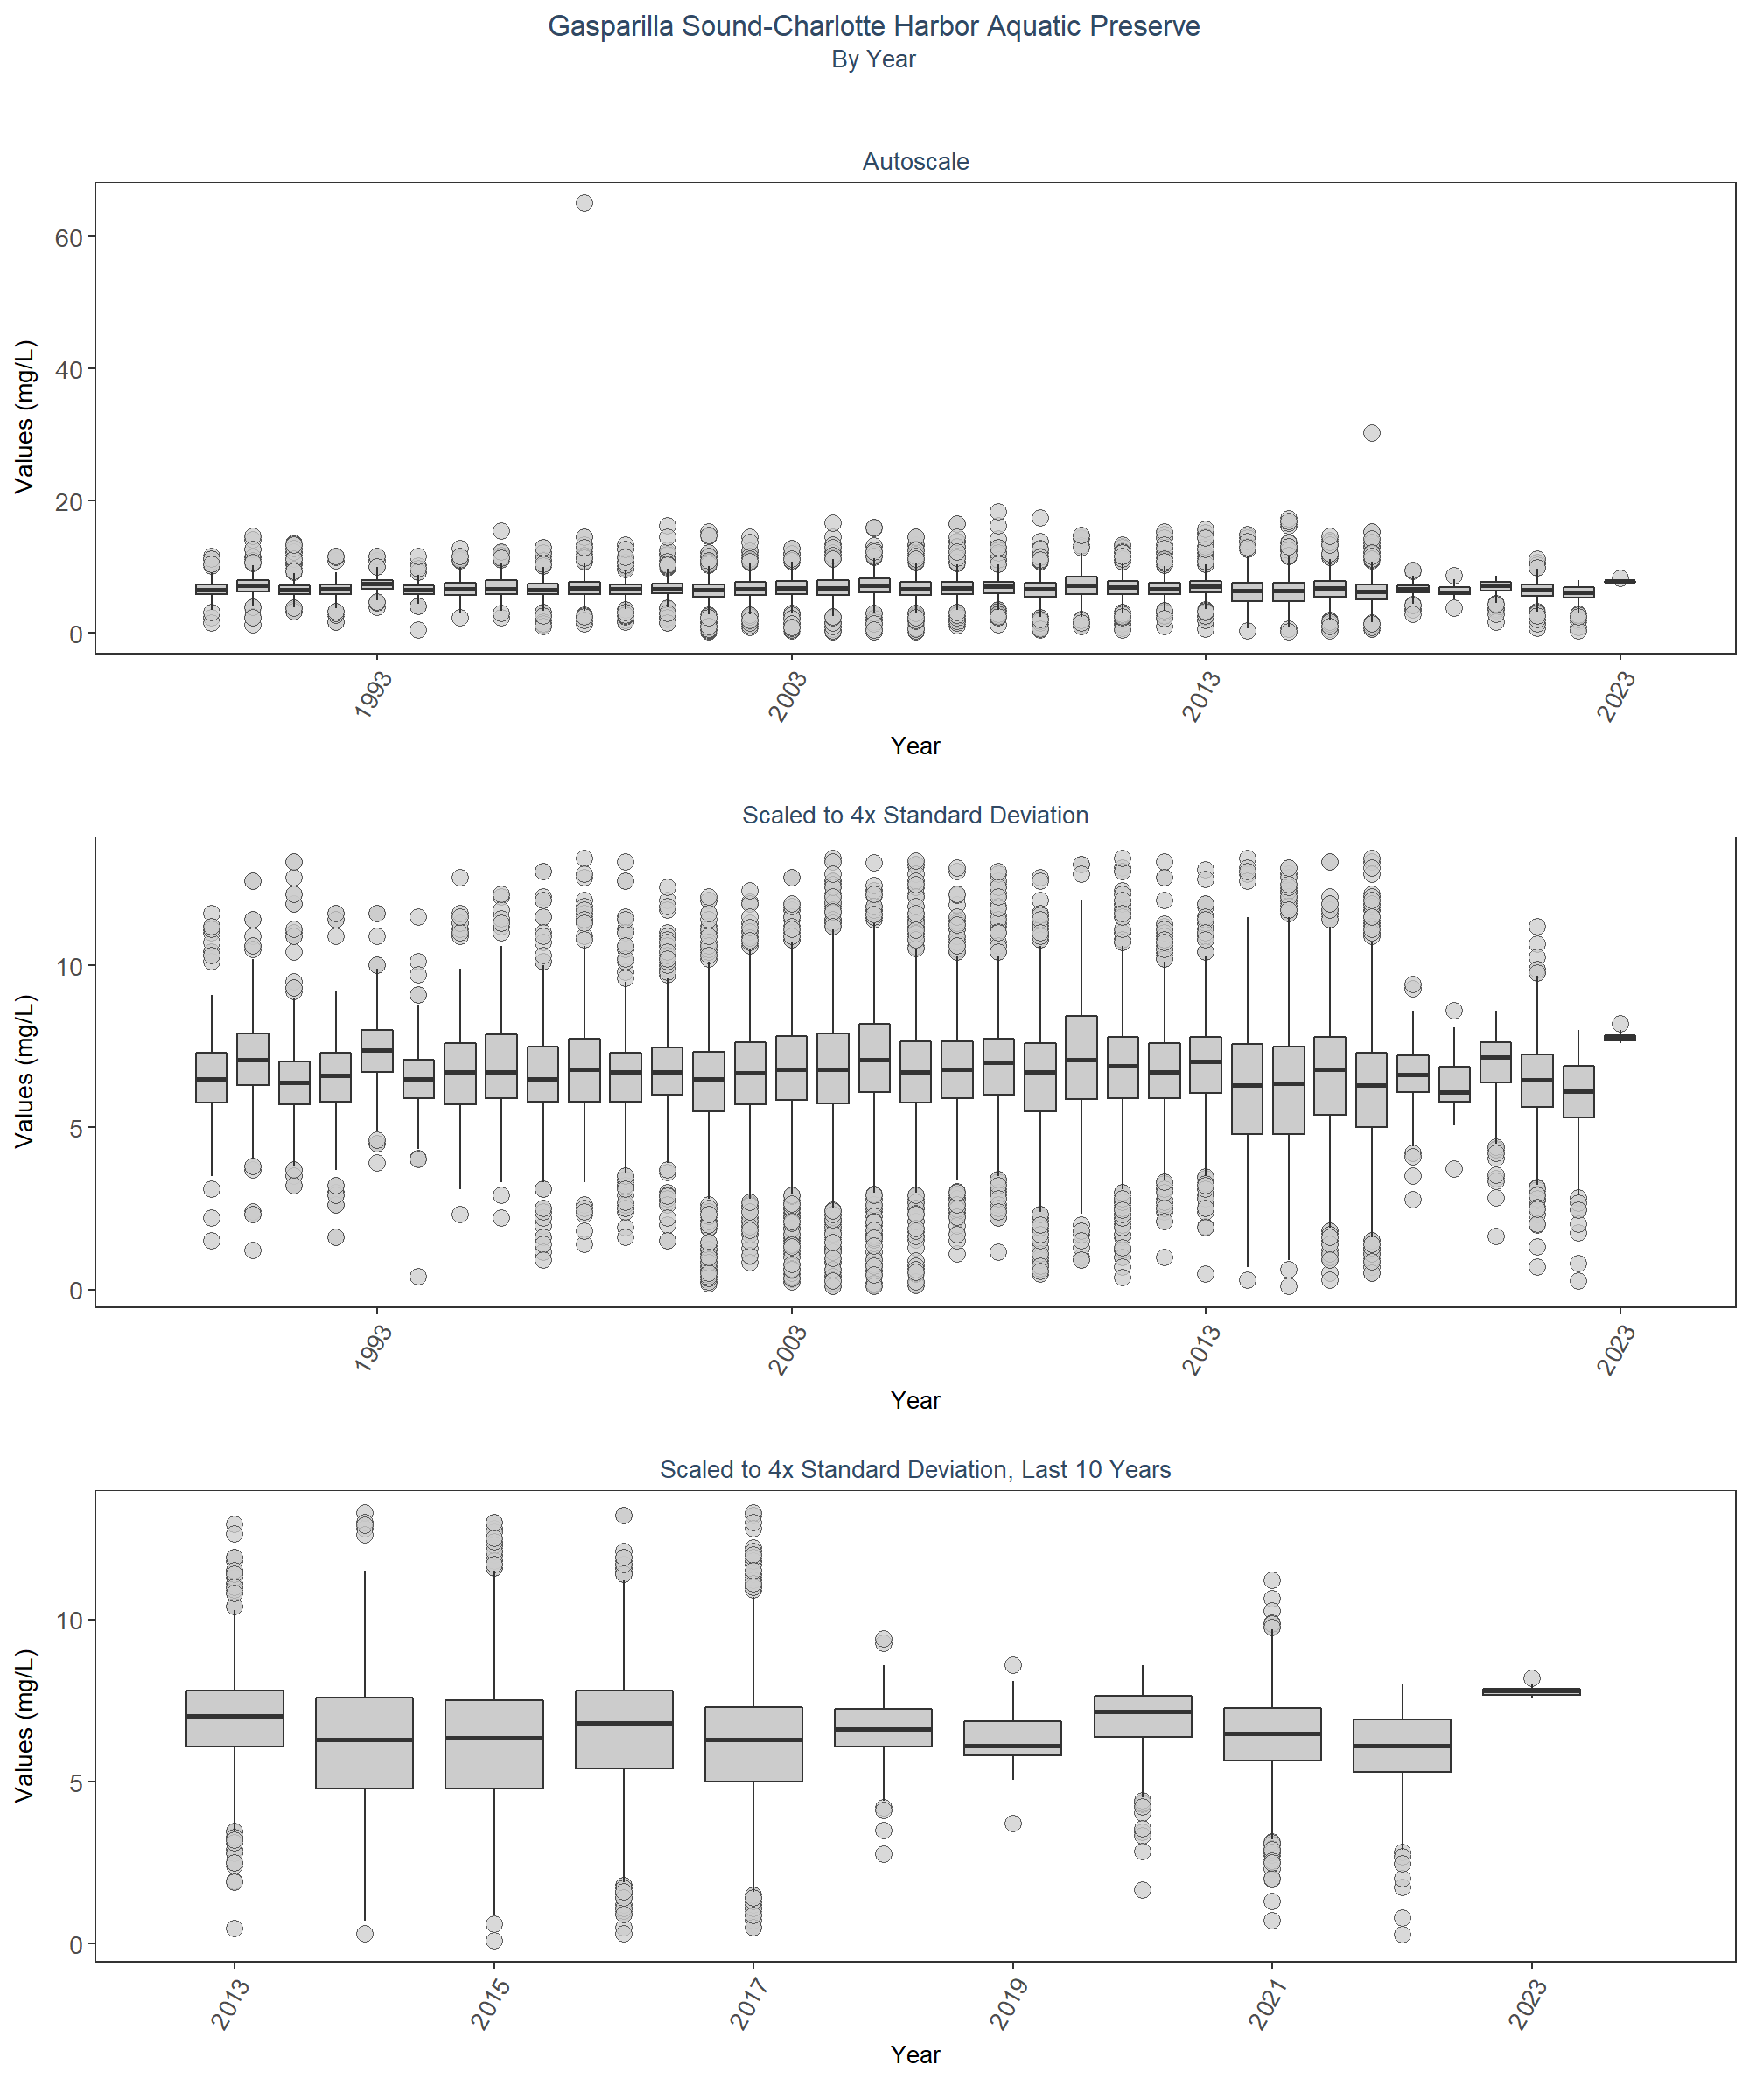 Gasparilla Sound-Charlotte Harbor Aquatic Preserve
By Year
Autoscale
Values (mg/L)
60
40
20
0
1993
2003
2013
2023
Year
Scaled to 4x Standard Deviation
Values (mg/L)
10
5
0
1993
2003
2013
2023
Year
Scaled to 4x Standard Deviation, Last 10 Years
Values (mg/L)
10
5
0
2013
2015
2017
2019
2021
2023
Year